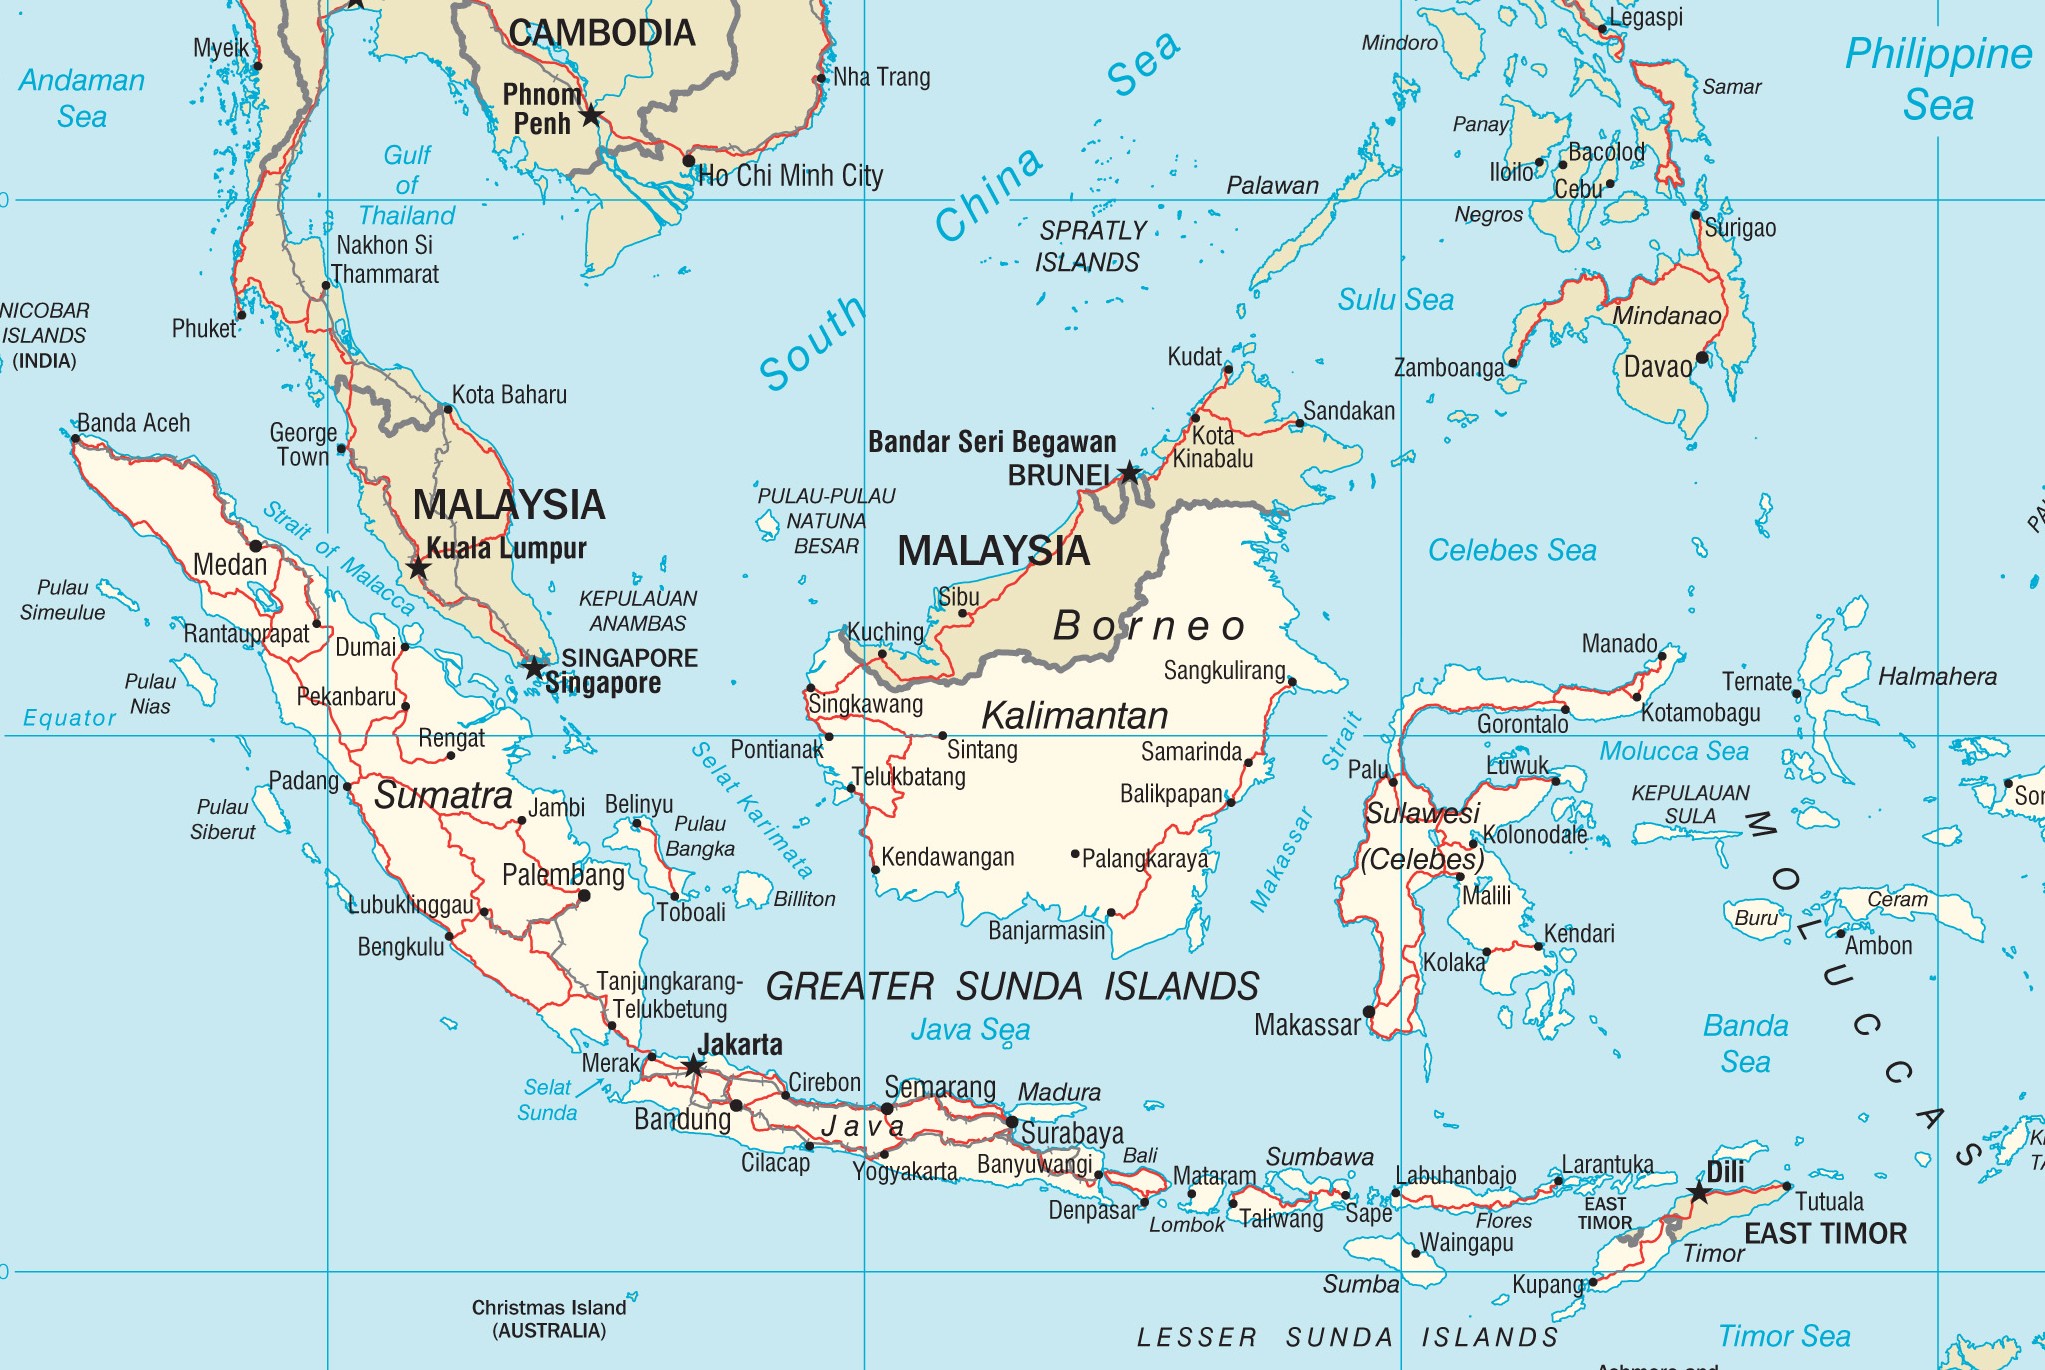 CAMBODIA
Legaspi
Mindoro
Philippine
Sea
Myeik
Andaman
Sea
Nha Trang
Phnom
Penh
Samar
South China Sea
Panay
Bacolod
Iloilo
Cebu
Gulf
of
Thailand
Ho Chi Minh City
Palawan
Negros
Surigao
SPRATLY
ISLANDS
Nakhon Si
Thammarat
Sulu Sea
NICOBAR
ISLANDS
(INDIA)
Phuket
Mindanao
Kudat
Zamboanga
Davao
Kota Baharu
Sandakan
Banda Aceh
George
Town
Kota
Kinabalu
Bandar Seri Begawan
BRUNEI
MALAYSIA
PULAU-PULAU
NATUNA
BESAR
Strait of Malacca
Kuala Lumpur
MALAYSIA
Celebes Sea
Medan
Pulau
Simeulue
KEPULAUAN
ANAMBAS
Sibu
Borneo
Rantauprapat
Dumai
Kuching
Manado
SINGAPORE
Singapore
Sangkulirang
Halmahera
Ternate
Pulau
Nias
Pekanbaru
Singkawang
Kalimantan
Kotamobagu
Gorontalo
Equator
Rengat
Pontianak
Sintang
Samarinda
Makassar Strait
Molucca Sea
Selat Karimata
Padang
Telukbatang
Palu
Luwuk
Sumatra
Balikpapan
KEPULAUAN
SULA
Sor
Pulau
Siberut
Jambi
Belinyu
Pulau
Bangka
Sulawesi
(Celebes)
Kolonodale
MOLUCCAS
Kendawangan
Palangkaraya
Palembang
Malili
Billiton
Toboali
Lubuklinggau
Ceram
Buru
Bengkulu
Banjarmasin
Kendari
Ambon
Kolaka
Tanjungkarang-
Telukbetung
GREATER SUNDA ISLANDS
Java Sea
Makassar
Banda
Sea
Jakarta
Merak
Selat
Sunda
Cirebon
Semarang
Madura
Bandung
Java
Surabaya
Cilacap
Yogyakarta
Banyuwangi
Bali
Mataram
Sumbawa
Labuhanbajo
Larantuka
Dili
Denpasar
Lombok
Taliwang
Sape
Flores
EAST
TIMOR
Tutuala
EAST TIMOR
Timor
Waingapu
Sumba
Kupang
Christmas Island
(AUSTRALIA)
LESSER SUNDA ISLANDS
Timor Sea